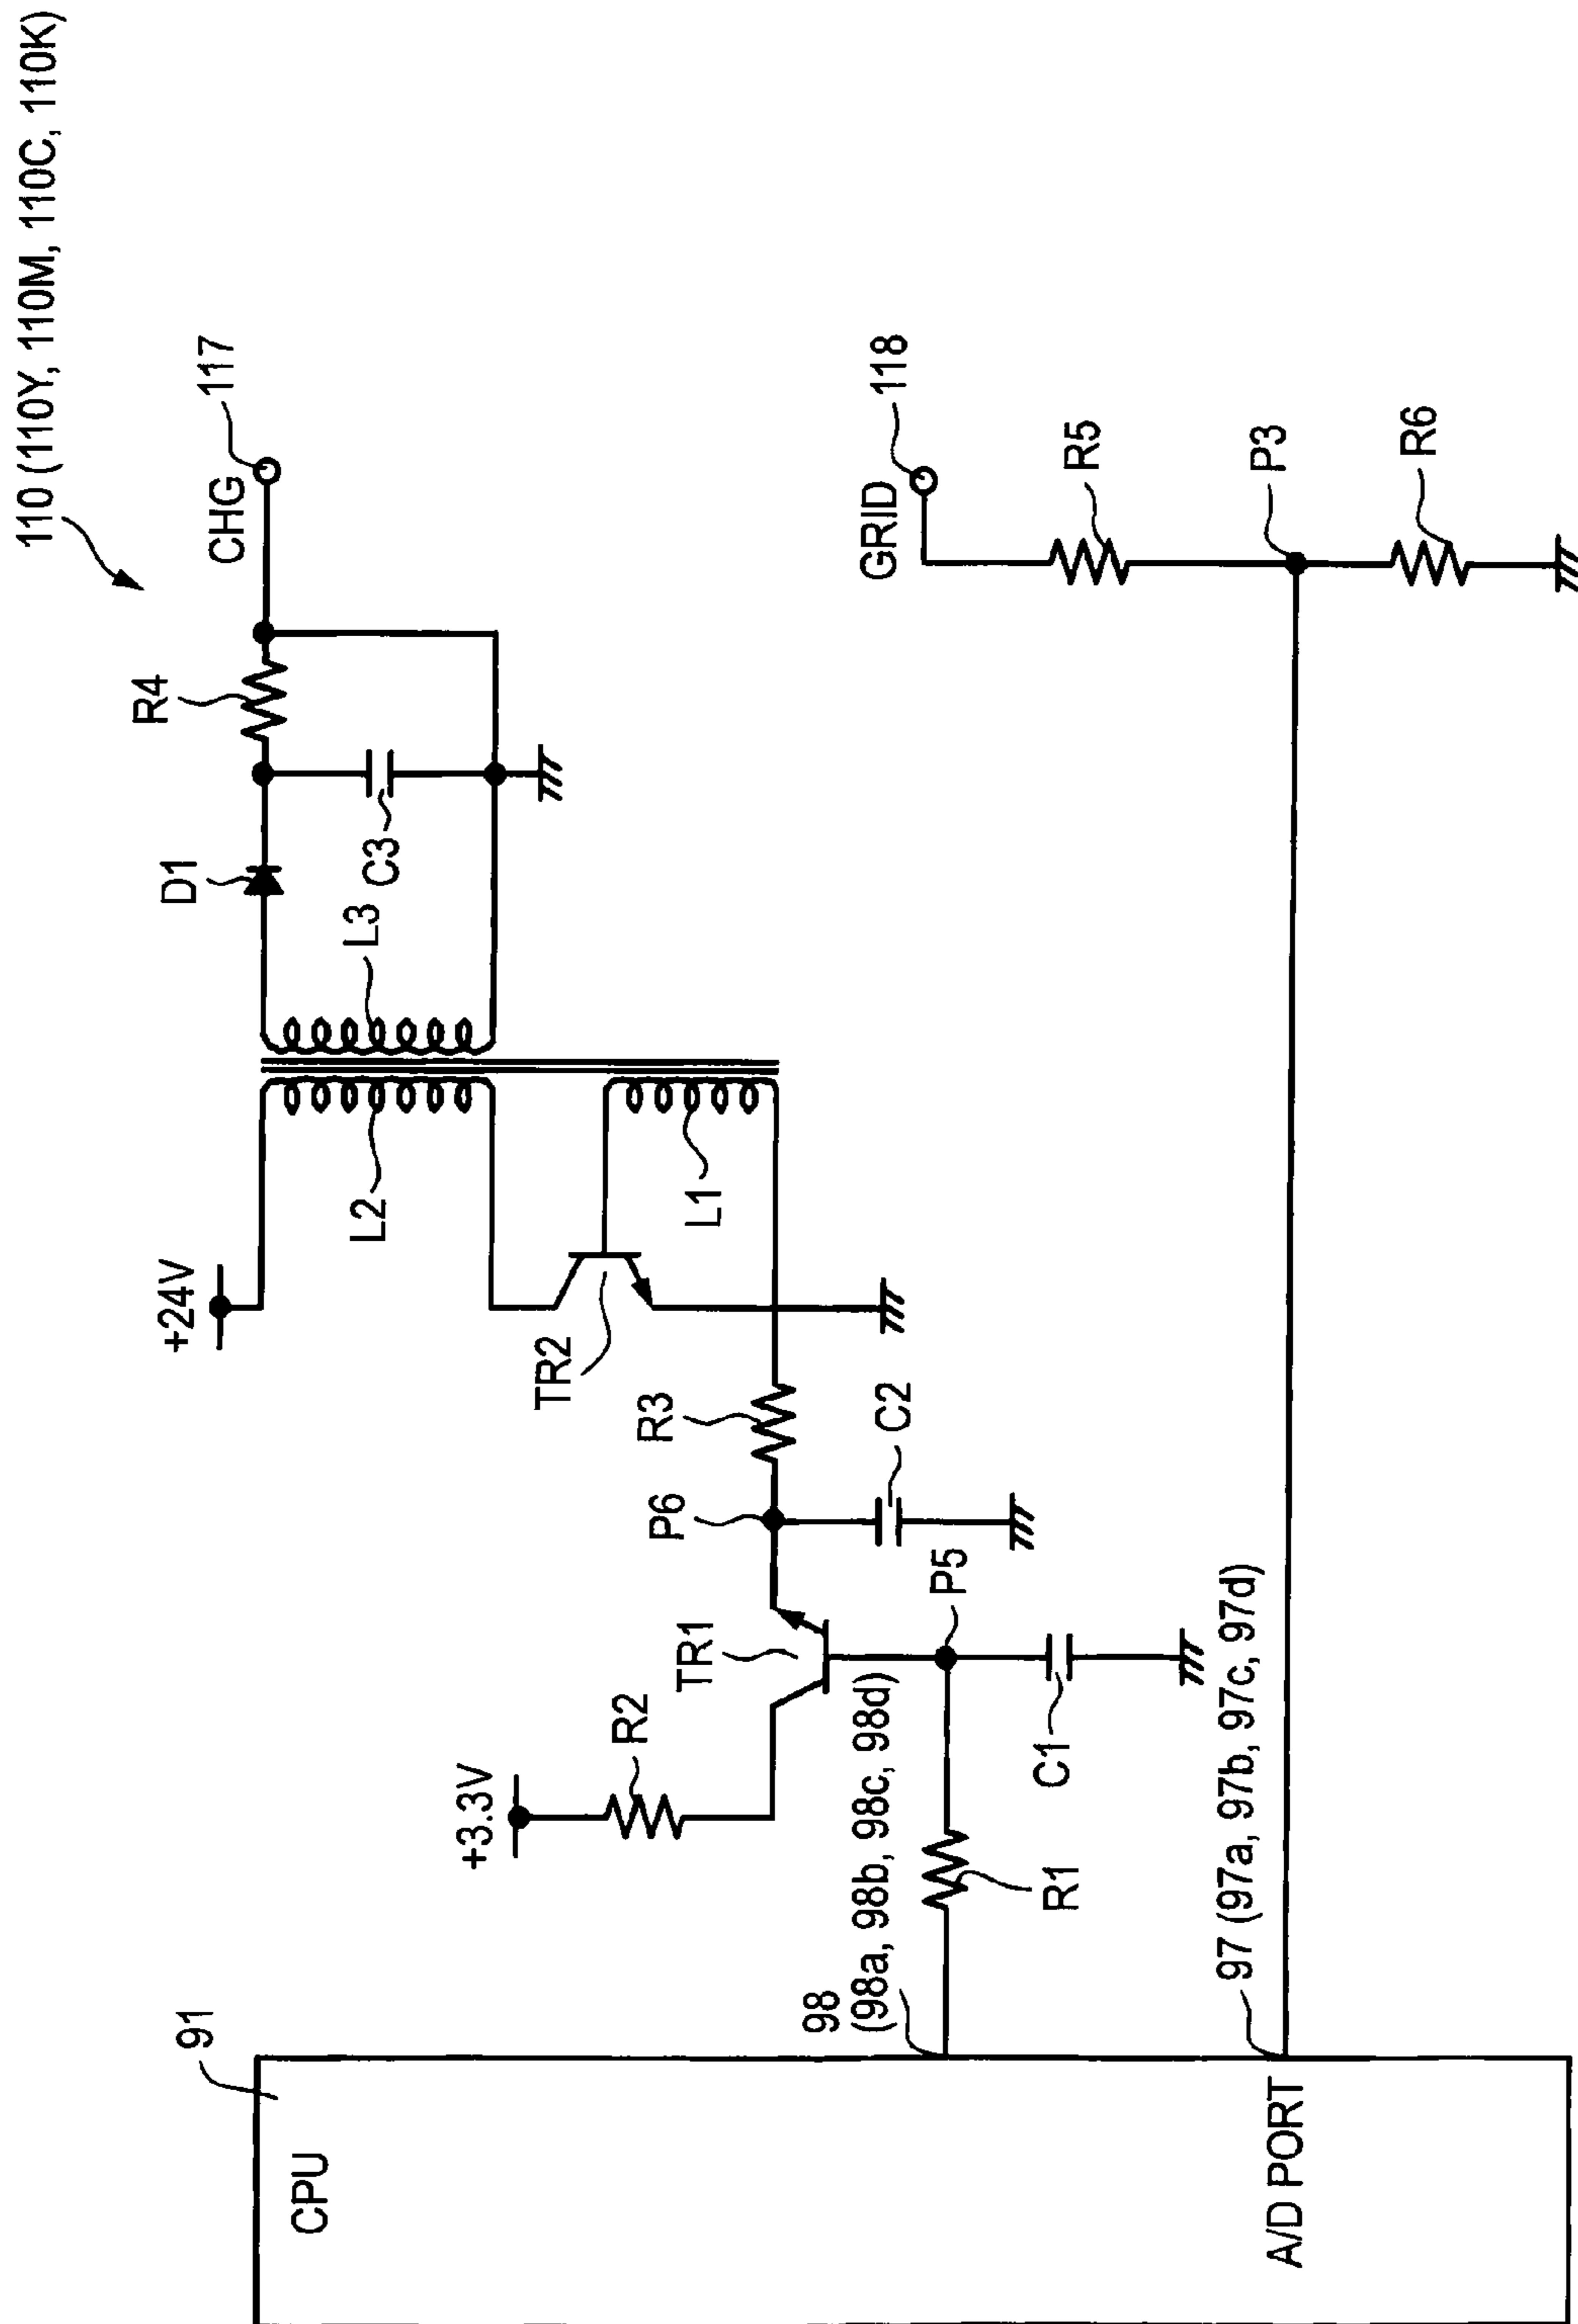 110 (110Y, 110M, 110C, 110K)
117
CHG
R4
D1
C3
L3
L2
L1
+24V
TR2
R3
P6
C2
TR1
P5
+3.3V
R2
C1
R1
98
(98a, 98b, 98c, 98d)
97 (97a, 97b, 97c, 97d)
91
CPU
A/D PORT
118
GRID
R5
P3
R6